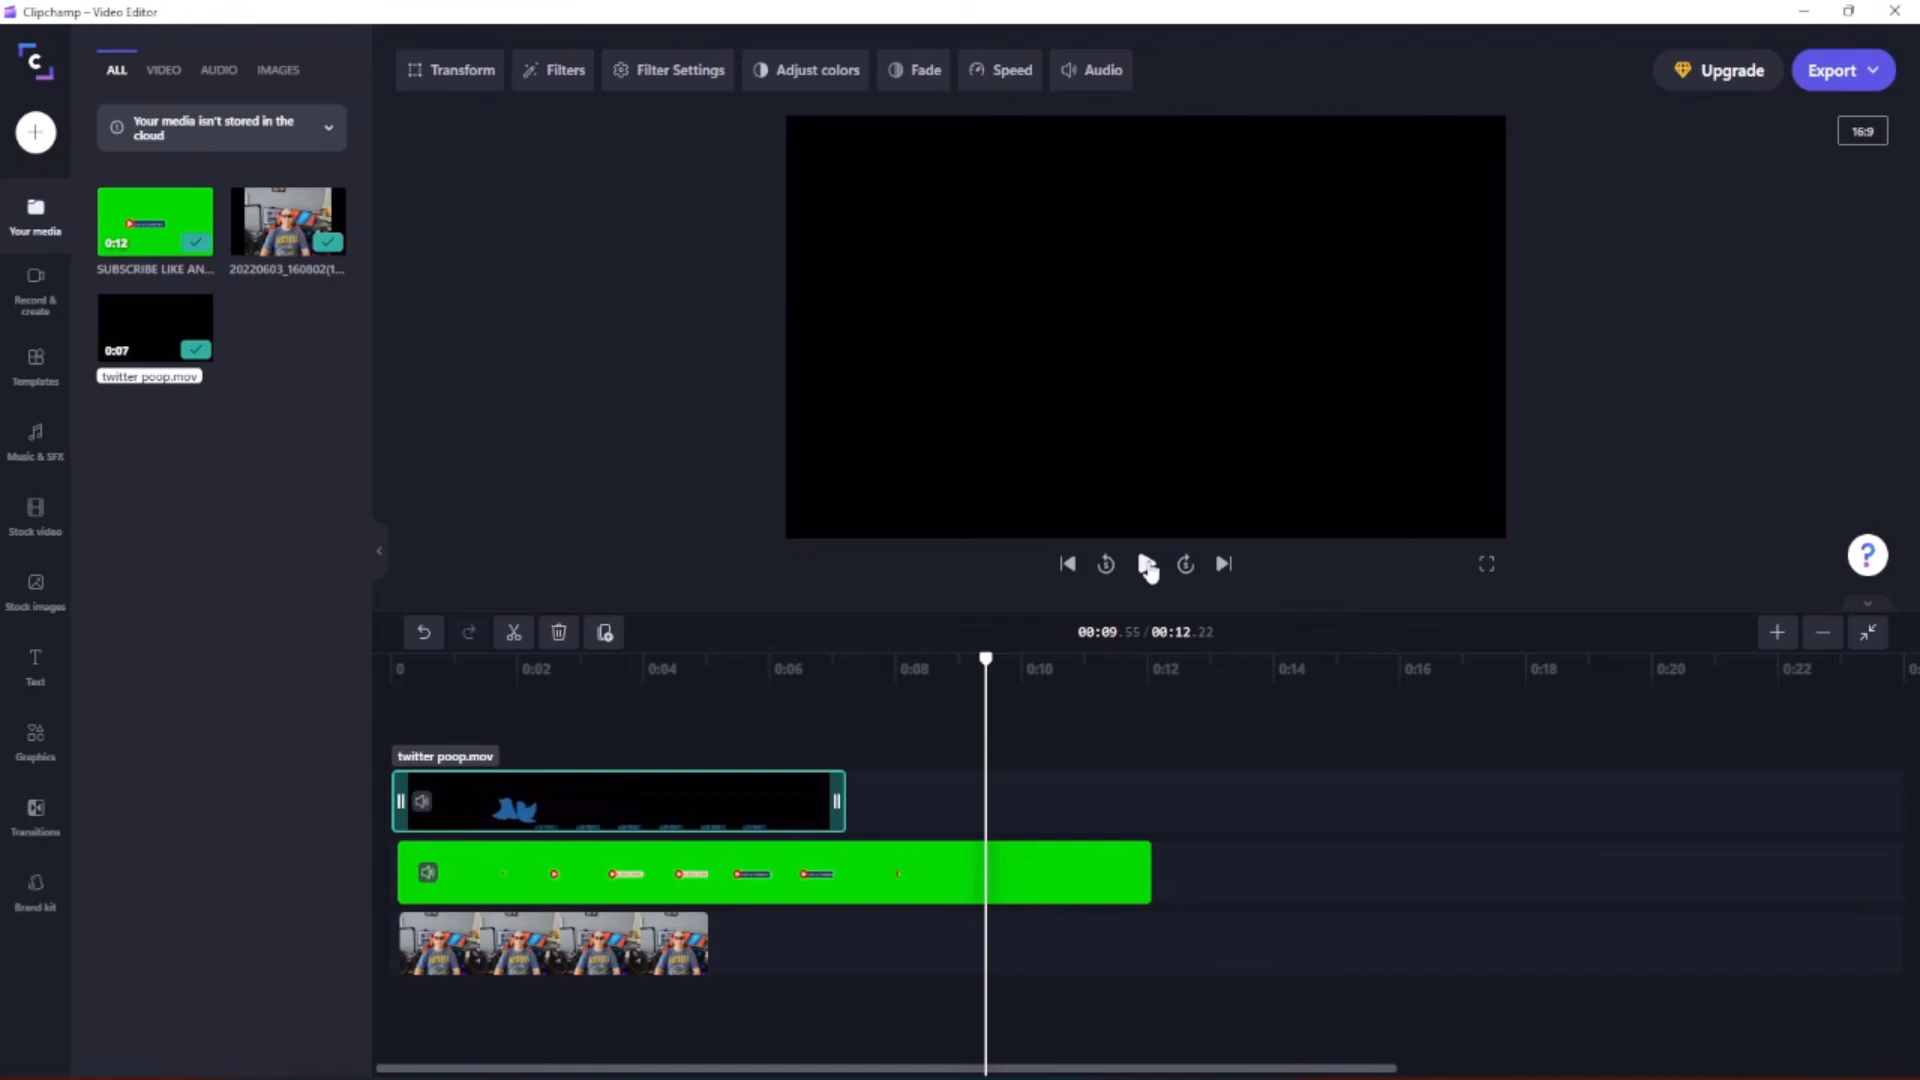 Clipchamp – Video Editor
ALL VIDEO AUDIO IMAGES
Transform Filters Filter Settings Adjust colors Fade Speed Audio
Upgrade Export
Your media isn't stored in the
cloud
16:9
Your media
0:12
SUBSCRIBE LIKE AN...
20220603_160802(1...
Record &
create
0:07
twitter poop.mov
Templates
Music & SFX
Stock video
Stock images
Text
Graphics
Transitions
Brand kit
5 5
?
00:09.55 / 00:12.22
0 0:02 0:04 0:06 0:08 0:10 0:12 0:14 0:16 0:18 0:20 0:22 0:
twitter poop.mov